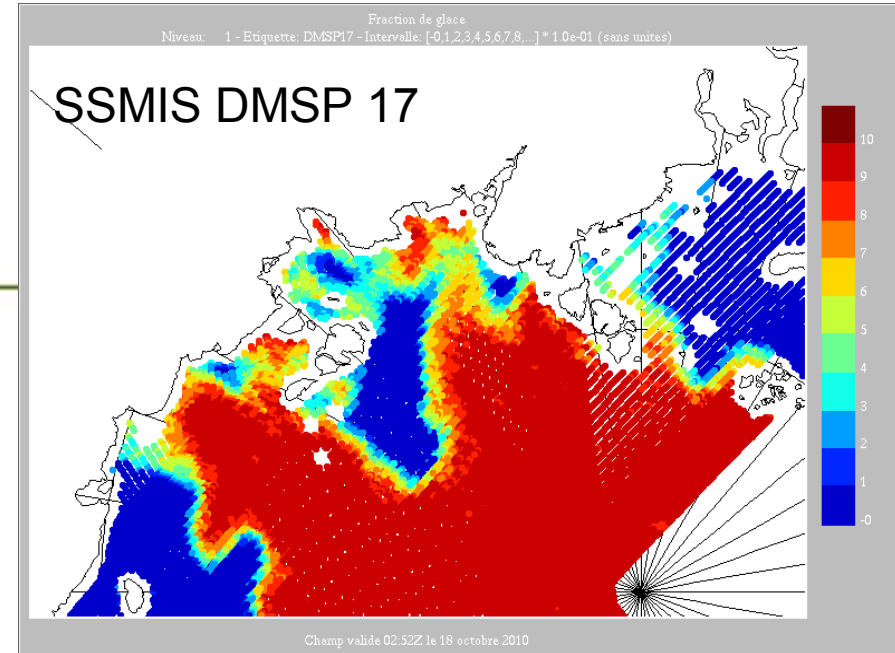 Fraction de glace
Niveau: 1 - Etiquette: DMSP17 - Intervalle: [-0,1,2,3,4,5,6,7,8,...] * 1.0e-01 (sans unites)
SSMIS DMSP 17
10
9
8
7
6
5
4
3
2
1
-0
Champ valide 02:52Z le 18 octobre 2010